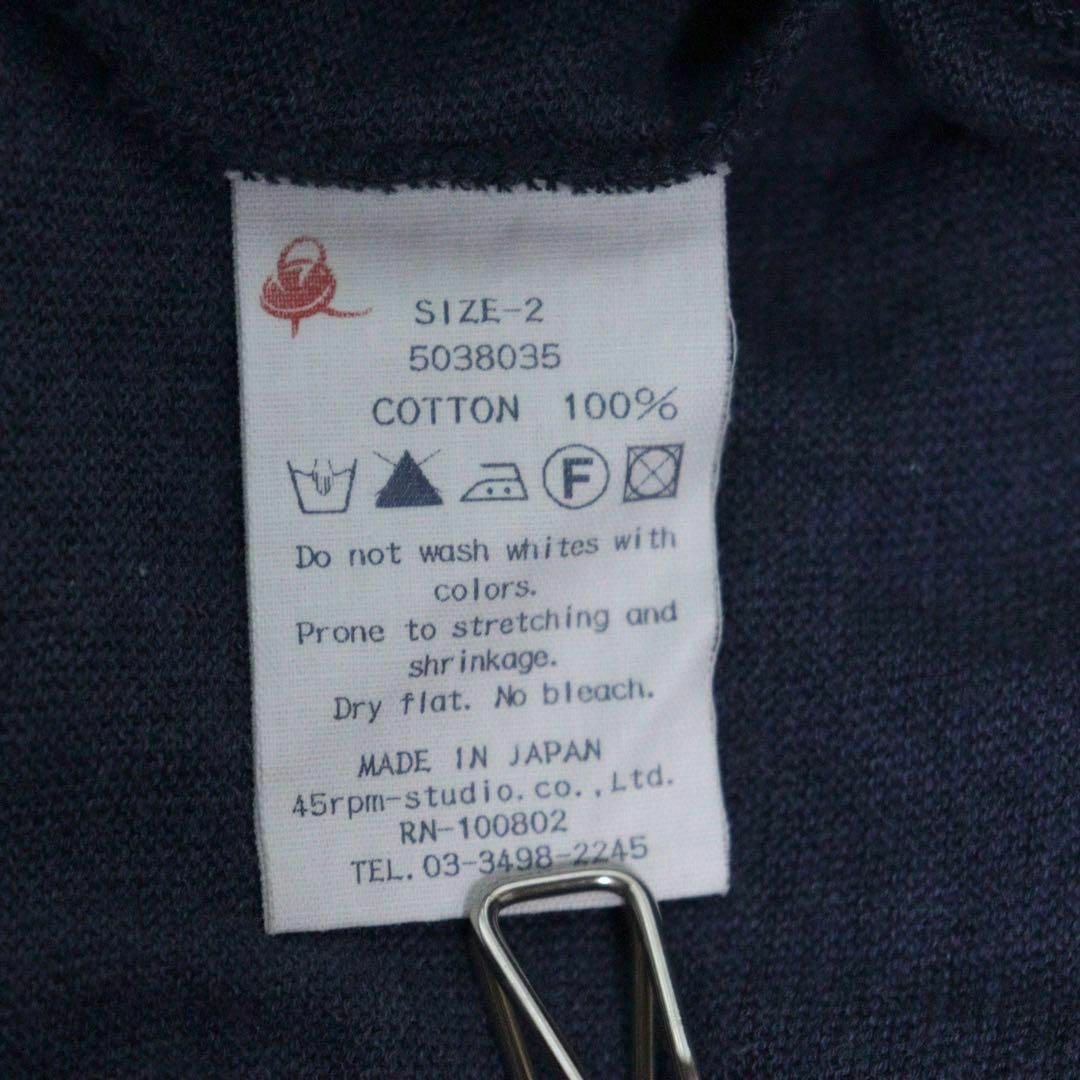 SIZE-2
5038035
COTTON 100%
F
Do not wash whites with
colors.
Prone to stretching and
shrinkage.
Dry flat. No bleach.
MADE IN JAPAN
45rpm-studio.co.,Ltd.
RN-100802
TEL. 03-3498-2245